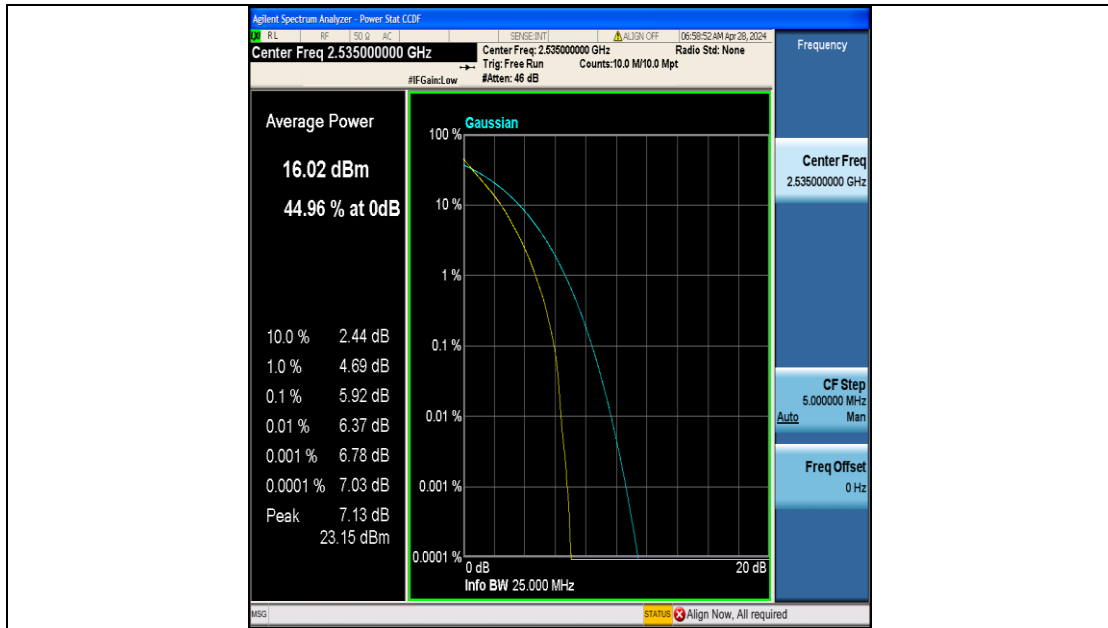 Agilent Spectrum Analyzer - Power Stat CCDF
RL RF 50 Ω AC SENSE:INT ALIGN OFF 06:58:52 AM Apr 28, 2024
Center Freq 2.535000000 GHz
Center Freq: 2.535000000 GHz Radio Std: None
Trig: Free Run Counts:10.0 M/10.0 Mpt
#IFGain:Low #Atten: 46 dB
Frequency
Average Power
16.02 dBm
44.96 % at 0dB
10.0 % 2.44 dB
1.0 % 4.69 dB
0.1 % 5.92 dB
0.01 % 6.37 dB
0.001 % 6.78 dB
0.0001 % 7.03 dB
Peak 7.13 dB
23.15 dBm
Gaussian
100 %
10 %
1 %
0.1 %
0.01 %
0.001 %
0.0001 %
0 dB 20 dB
Info BW 25.000 MHz
Center Freq
2.535000000 GHz
CF Step
5.000000 MHz
Auto Man
Freq Offset
0 Hz
MSG STATUS Align Now, All required